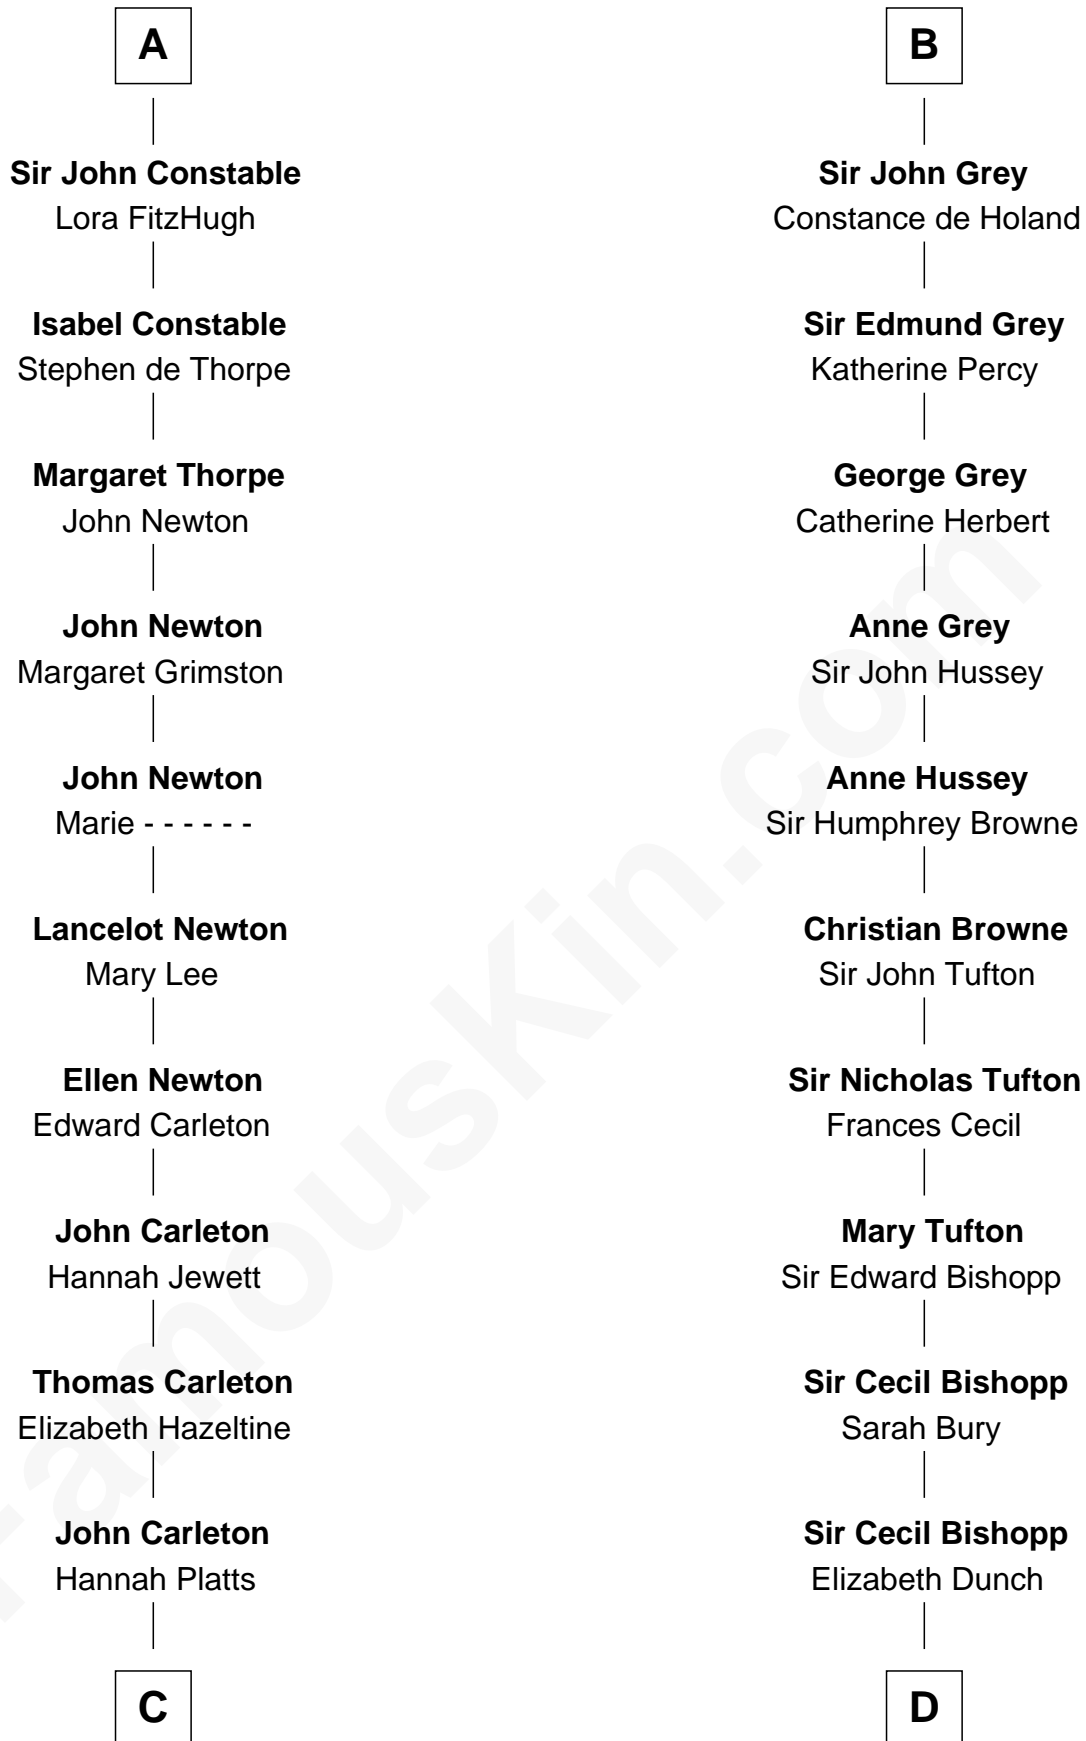 A
Sir John Constable
Lora FitzHugh
Isabel Constable
Stephen de Thorpe
Margaret Thorpe
John Newton
John Newton
Margaret Grimston
John Newton
Marie - - - - - -
Lancelot Newton
Mary Lee
Ellen Newton
Edward Carleton
John Carleton
Hannah Jewett
Thomas Carleton
Elizabeth Hazeltine
John Carleton
Hannah Platts
C
B
Sir John Grey
Constance de Holand
Sir Edmund Grey
Katherine Percy
George Grey
Catherine Herbert
Anne Grey
Sir John Hussey
Anne Hussey
Sir Humphrey Browne
Christian Browne
Sir John Tufton
Sir Nicholas Tufton
Frances Cecil
Mary Tufton
Sir Edward Bishopp
Sir Cecil Bishopp
Sarah Bury
Sir Cecil Bishopp
Elizabeth Dunch
D
FamousKin.com